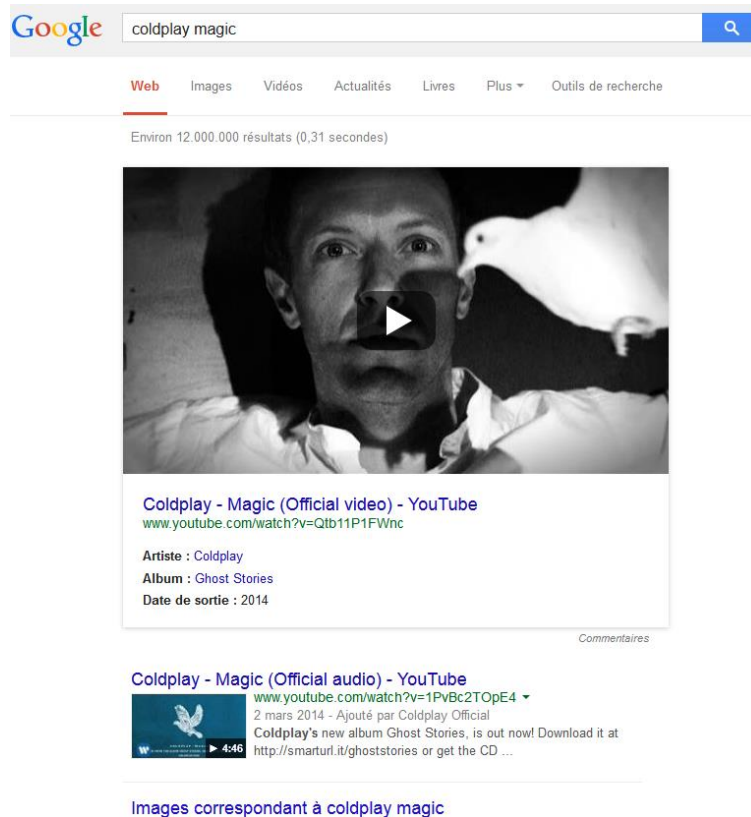 Google coldplay magic
Web Images Vidéos Actualités Livres Plus Outils de recherche
Environ 12.000.000 résultats (0,31 secondes)
Coldplay - Magic (Official video) - YouTube
www.youtube.com/watch?v=Qtb11P1FWnc
Artiste : Coldplay
Album : Ghost Stories
Date de sortie : 2014
Commentaires
Coldplay - Magic (Official audio) - YouTube
www.youtube.com/watch?v=1PvBc2TOpE4
2 mars 2014 - Ajouté par Coldplay Official
Coldplay's new album Ghost Stories, is out now! Download it at
http://smarturl.it/ghoststories or get the CD ...
4:46
Images correspondant à coldplay magic